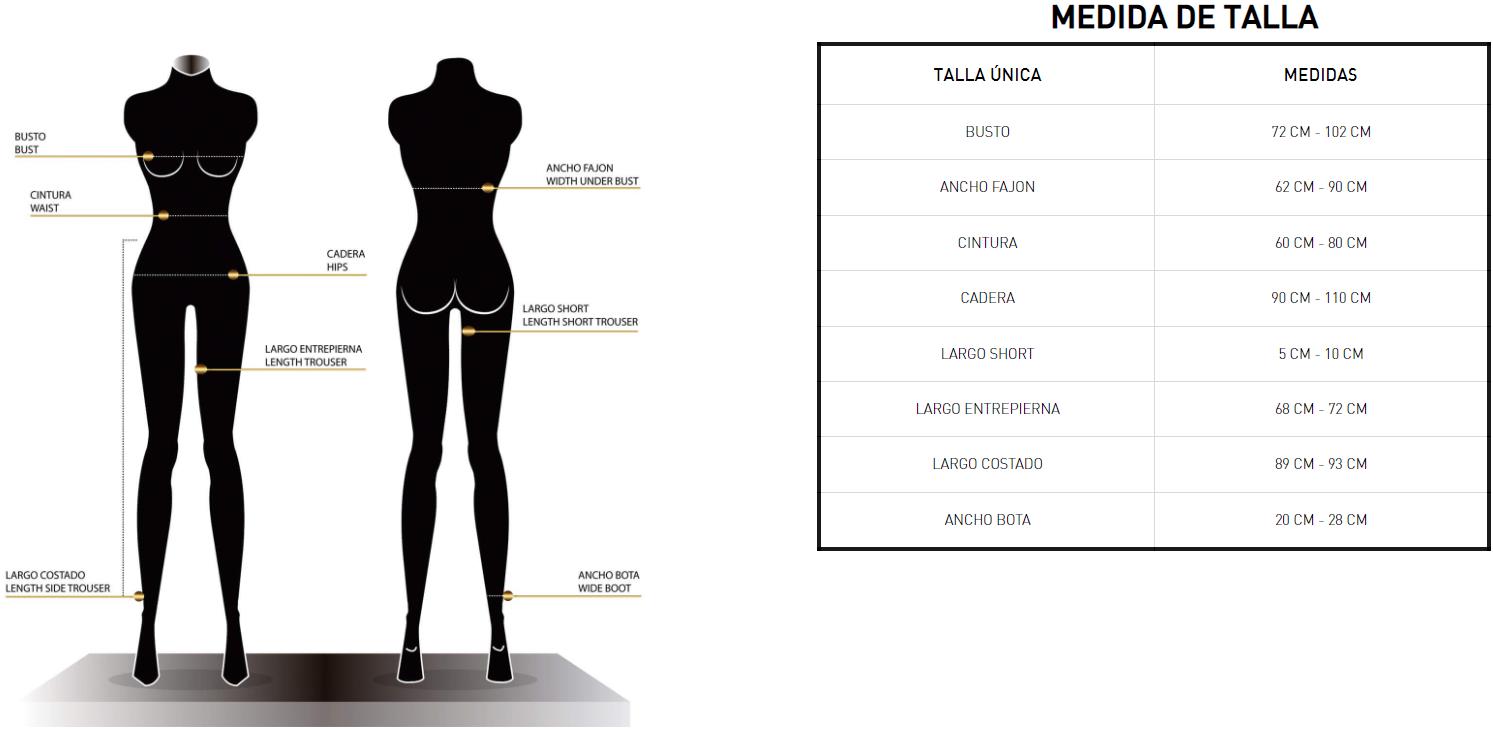 MEDIDA DE TALLA
TALLA ÚNICA MEDIDAS
BUSTO 72 CM - 102 CM
ANCHO FAJON 62 CM - 90 CM
CINTURA 60 CM - 80 CM
CADERA 90 CM - 110 CM
LARGO SHORT 5 CM - 10 CM
LARGO ENTREPIERNA 68 CM - 72 CM
LARGO COSTADO 89 CM - 93 CM
ANCHO BOTA 20 CM - 28 CM
BUSTO
BUST
CINTURA
WAIST
CADERA
HIPS
LARGO ENTREPIERNA
LENGTH TROUSER
LARGO COSTADO
LENGTH SIDE TROUSER
ANCHO FAJON
WIDTH UNDER BUST
LARGO SHORT
LENGTH SHORT TROUSER
ANCHO BOTA
WIDE BOOT